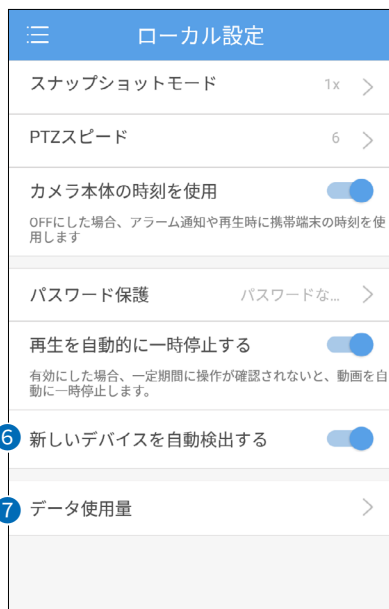 ローカル設定
スナップショットモード 1x
PTZスピード 6
カメラ本体の時刻を使用
OFFにした場合、アラーム通知や再生時に携帯端末の時刻を使
用します
パスワード保護 パスワードな...
再生を自動的に一時停止する
有効にした場合、一定期間に操作が確認されないと、動画を自
動に一時停止します。
6 新しいデバイスを自動検出する
7 データ使用量